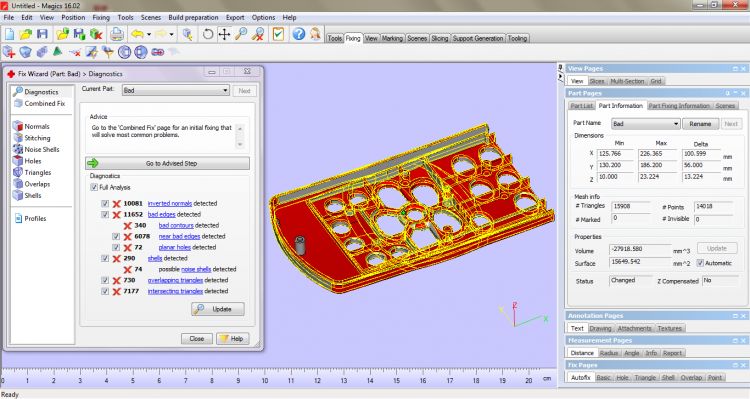 Untitled - Magics 16.02
File Edit View Position Fixing Tools Scenes Build preparation Export Options Help
Tools Fixing View Marking Scenes Slicing Support Generation Tooling
Fix Wizard (Part: Bad) > Diagnostics
Diagnostics
Combined Fix
Normals
Stitching
Noise Shells
Holes
Triangles
Overlaps
Shells
Profiles
Current Part: Bad Next
Advice
Go to the 'Combined Fix' page for an initial fixing that
will solve most common problems.
Go to Advised Step
Diagnostics
Full Analysis
10081 inverted normals detected
11652 bad edges detected
340 bad contours detected
6078 near bad edges detected
72 planar holes detected
290 shells detected
74 possible noise shells detected
730 overlapping triangles detected
7177 intersecting triangles detected
Update
Close Help
Z
Y
X
0 1 2 3 4 5 6 7 8 9 10 11 12 13 14 15 16 17 18 19 20 cm
Ready
View Pages
View Slices Multi-Section Grid
Part Pages
Part List Part Information Part Fixing Information Scenes
Part Name Bad Rename Next
Dimensions
Min Max Delta
X 125.766 226.365 100.599 mm
Y 130.200 186.200 56.000 mm
Z 10.000 23.224 13.224 mm
Mesh info
# Triangles 15908 # Points 14018
# Marked 0 # Invisible 0
Properties
Volume -27918.580 mm^3 Update
Surface 15649.542 mm^2 Automatic
Status Changed Z Compensated No
Annotation Pages
Text Drawing Attachments Textures
Measurement Pages
Distance Radius Angle Info Report
Fix Pages
Autofix Basic Hole Triangle Shell Overlap Point